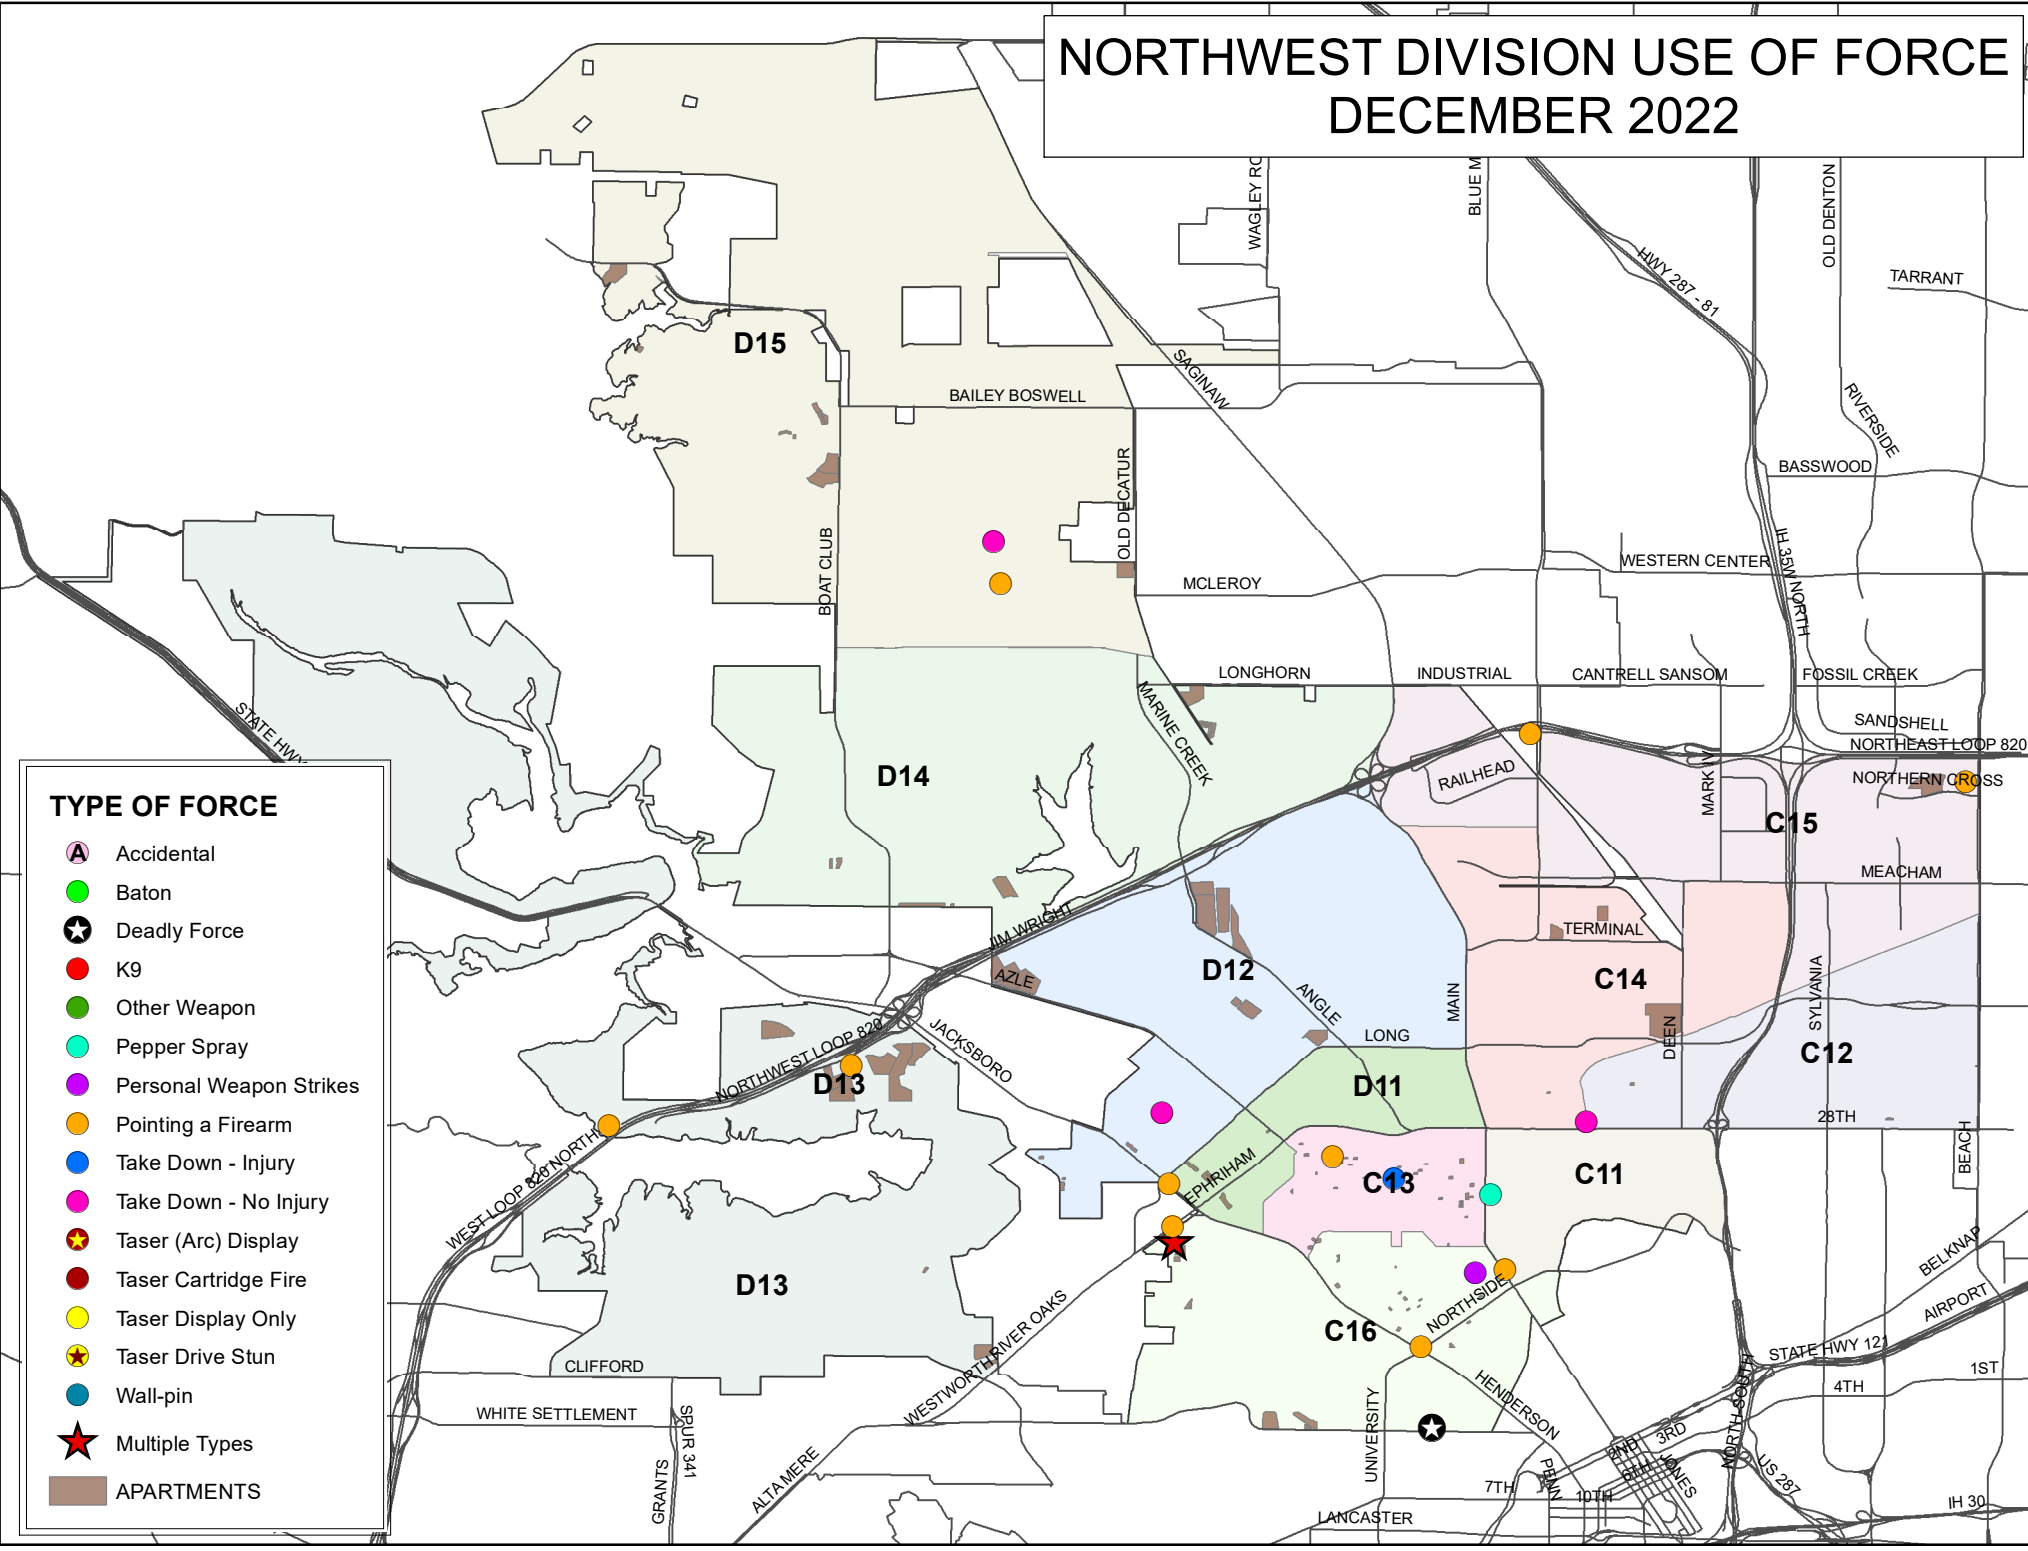 NORTHWEST DIVISION USE OF FORCE
DECEMBER 2022
WAGLEY RO
BLUE M
OLD DENTON
HWY 287 - 81
TARRANT
D15
SAGINAW
BAILEY BOSWELL
RIVERSIDE
BASSWOOD
OLD DECATUR
BOAT CLUB
IH 35W NORTH
WESTERN CENTER
MCLEROY
LONGHORN
INDUSTRIAL
CANTRELL SANSOM
FOSSIL CREEK
MARINE CREEK
STATE HWY
SANDSHELL
NORTHEAST LOOP 820
D14
RAILHEAD
MARK IV
NORTHERN CROSS
C15
MEACHAM
JIM WRIGHT
TERMINAL
AZLE
D12
C14
ANGLE
MAIN
SYLVANIA
JACKSBORO
LONG
DEEN
C12
NORTHWEST LOOP 820
D13
D11
28TH
WEST LOOP 820 NORTH
EPHRIHAM
C13
C11
BEACH
D13
BELKNAP
AIRPORT
WESTWORTH
RIVER OAKS
C16
NORTHSIDE
STATE HWY 121
CLIFFORD
HENDERSON
1ST
4TH
WHITE SETTLEMENT
SPUR 341
UNIVERSITY
NORTH-SOUTH
2ND
3RD
6TH
JONES
US 287
ALTAMERE
GRANTS
7TH
PENN
10TH
IH 30
LANCASTER
TYPE OF FORCE
A Accidental
Baton
Deadly Force
K9
Other Weapon
Pepper Spray
Personal Weapon Strikes
Pointing a Firearm
Take Down - Injury
Take Down - No Injury
Taser (Arc) Display
Taser Cartridge Fire
Taser Display Only
Taser Drive Stun
Wall-pin
Multiple Types
APARTMENTS